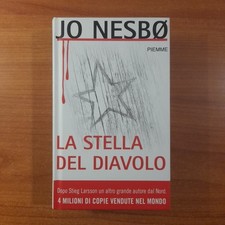 JO NESBØ
PIEMME
LA STELLA
DEL DIAVOLO
Dopo Stieg Larsson un altro grande autore dal Nord
4 MILIONI DI COPIE VENDUTE NEL MONDO